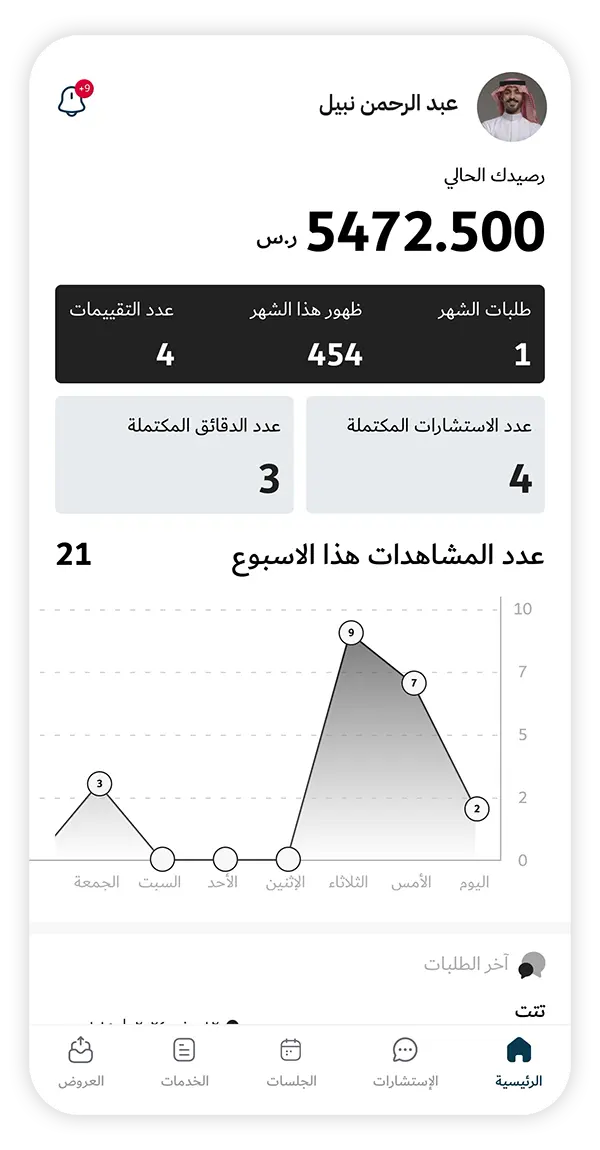 عبد الرحمن نبيل
+9
رصيدك الحالي
5472.500 ر.س
طلبات الشهر ظهور هذا الشهر عدد التقييمات
1 454 4
عدد الاستشارات المكتملة عدد الدقائق المكتملة
4 3
عدد المشاهدات هذا الاسبوع 21
10
9
7
7
5
3
2
2
0
اليوم الأمس الثلاثاء الإثنين الأحد السبت الجمعة
آخر الطلبات
تتت
الرئيسية الإستشارات الجلسات الخدمات العروض